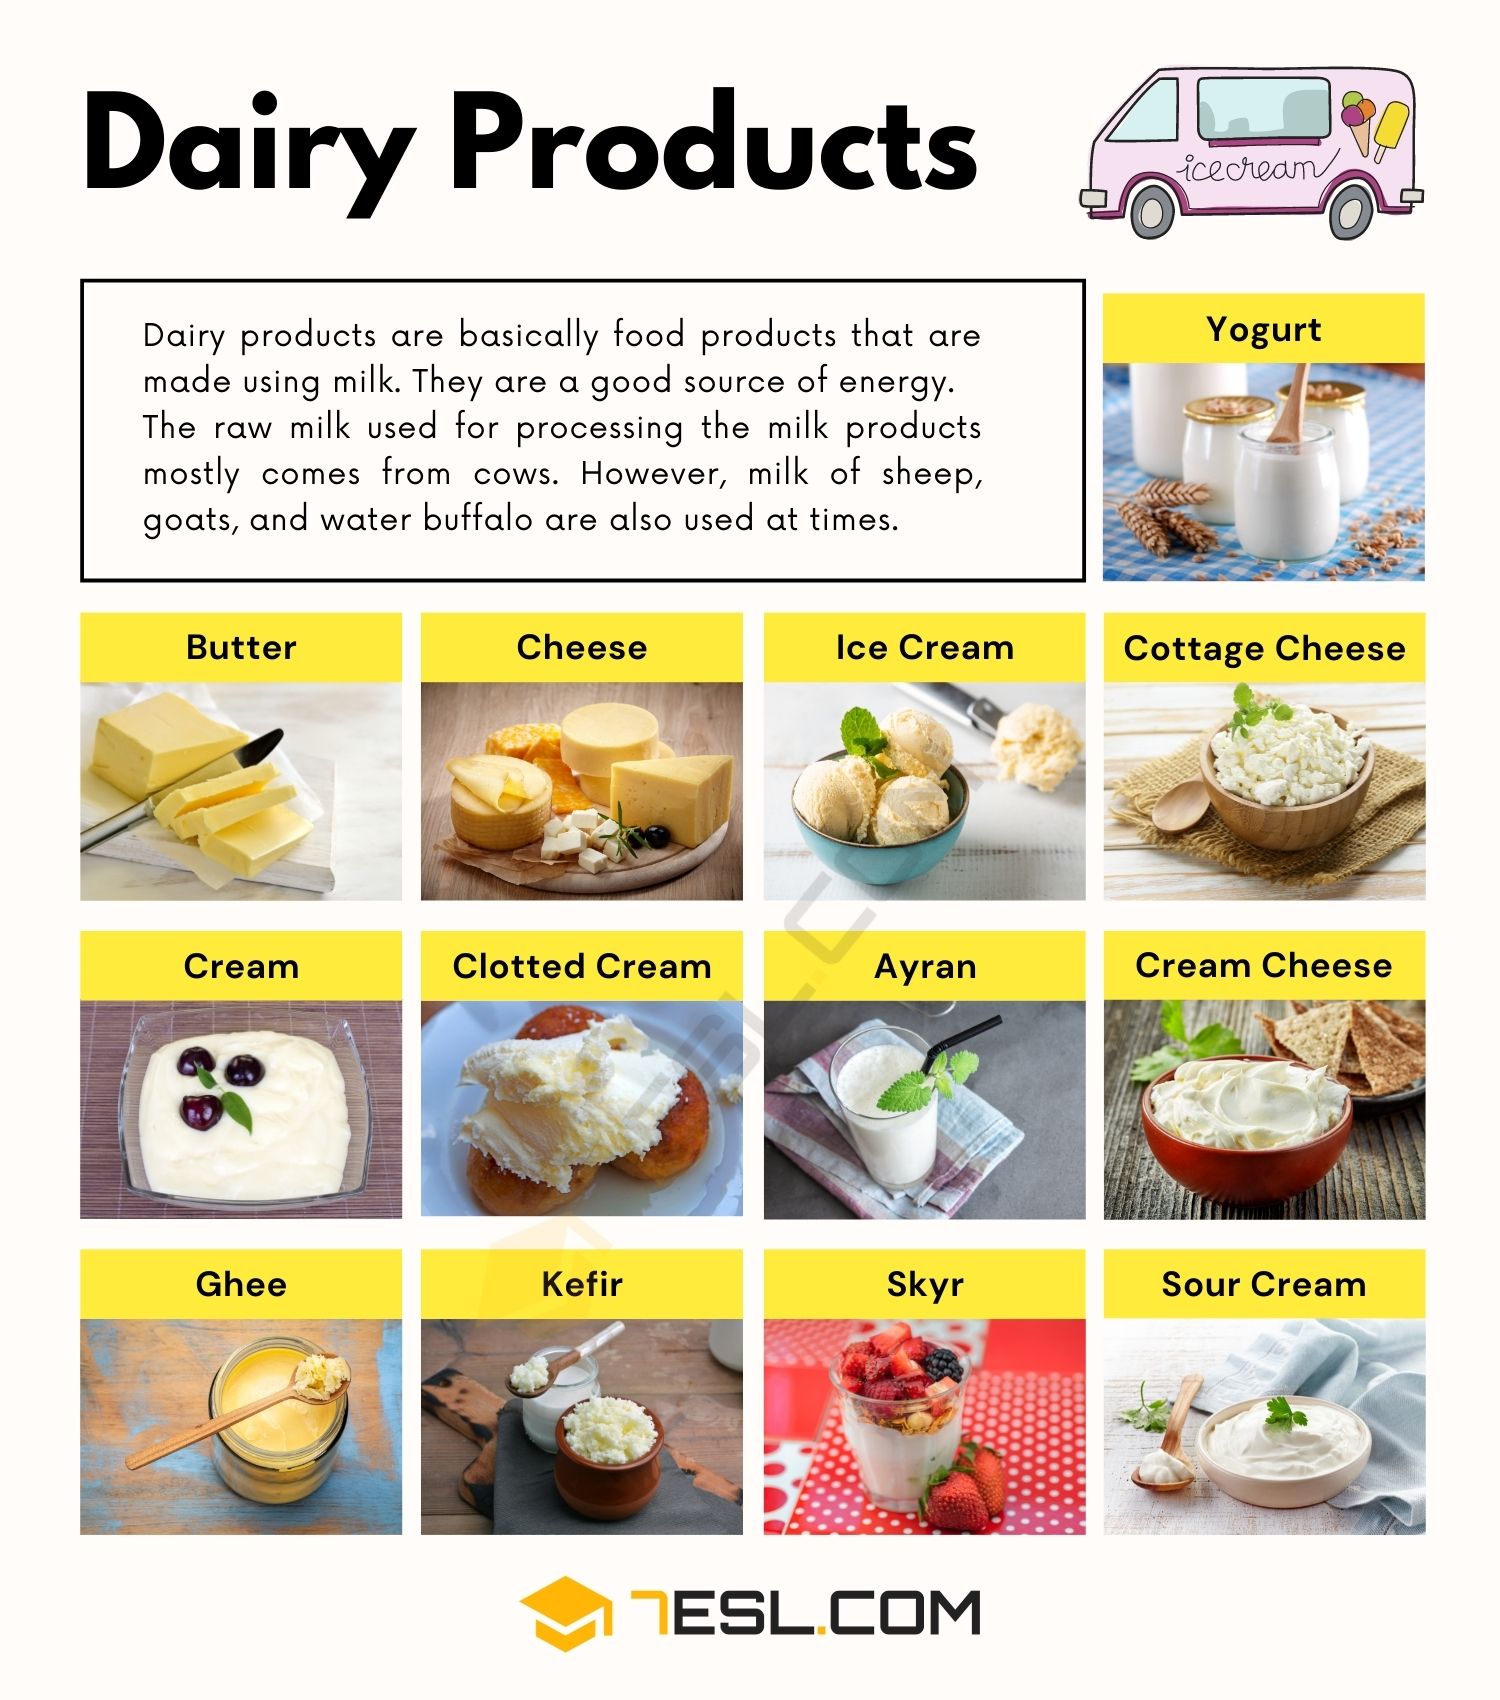 Dairy Products
icecream
Dairy products are basically food products that are
made using milk. They are a good source of energy.
The raw milk used for processing the milk products
mostly comes from cows. However, milk of sheep,
goats, and water buffalo are also used at times.
Yogurt
Butter
Cheese
Ice Cream
Cottage Cheese
Cream
Clotted Cream
Ayran
Cream Cheese
Ghee
Kefir
Skyr
Sour Cream
7ESL.COM
7ESL.COM